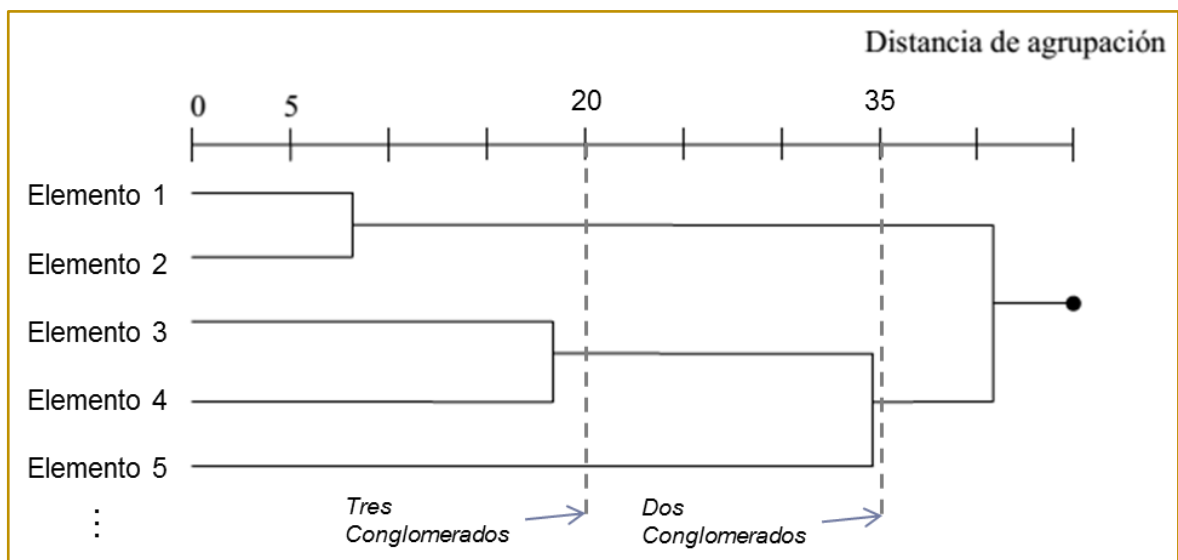 Distancia de agrupación
0 5 20 35
Elemento 1
Elemento 2
Elemento 3
Elemento 4
Elemento 5
⋮
Tres
Conglomerados
Dos
Conglomerados